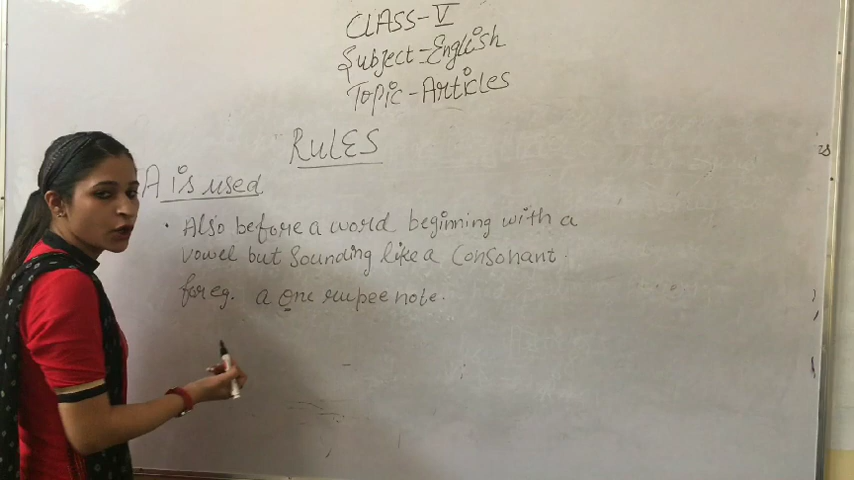 CLASS-V
Subject-English
Topic-Articles
RULES
A is used
• Also before a word beginning with a
vowel but sounding like a consonant.
for eg. a one rupee note.